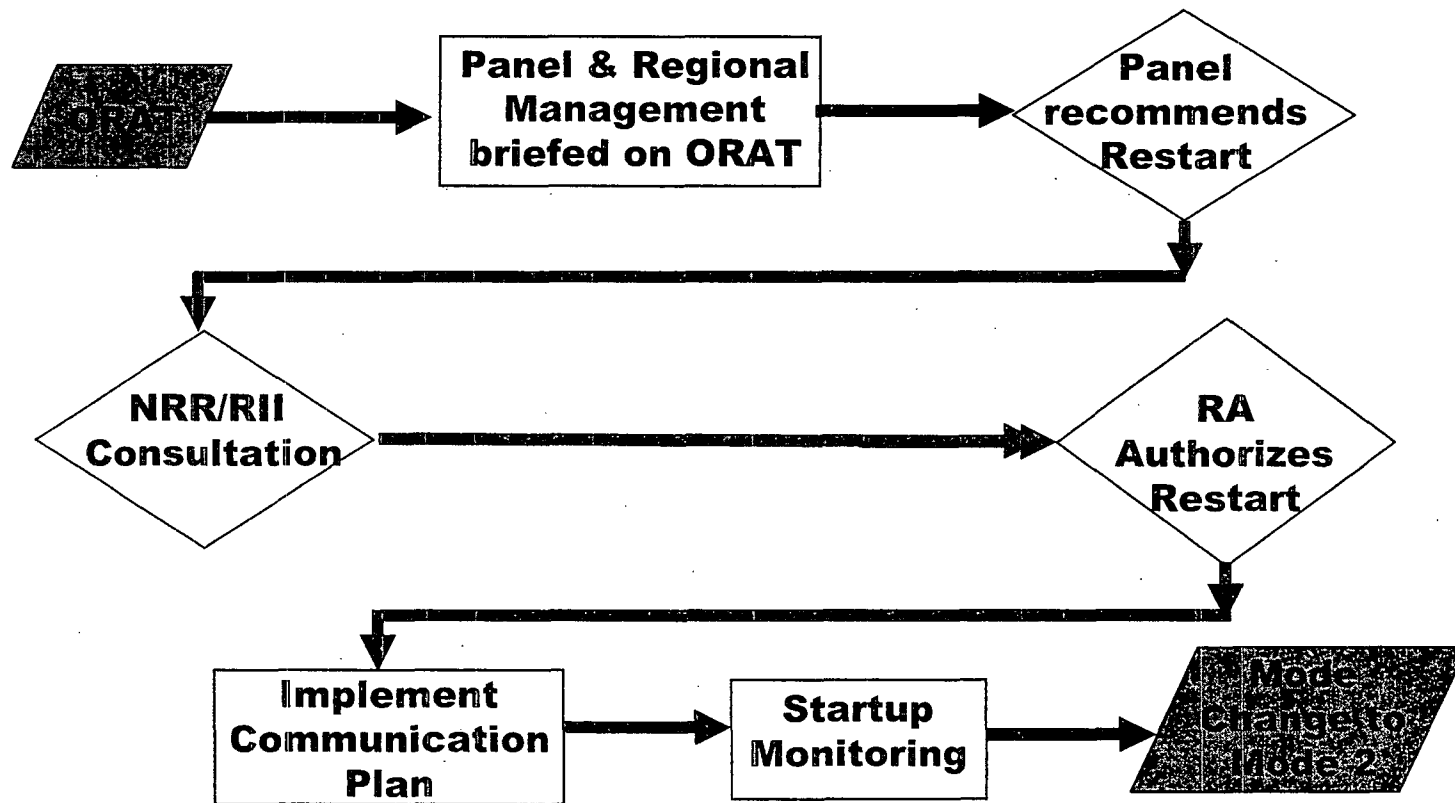 ORAT
Panel & Regional
Management
briefed on ORAT
Panel
recommends
Restart
NRR/RII
Consultation
RA
Authorizes
Restart
Implement
Communication
Plan
Startup
Monitoring
Mode
Change to
Mode 2